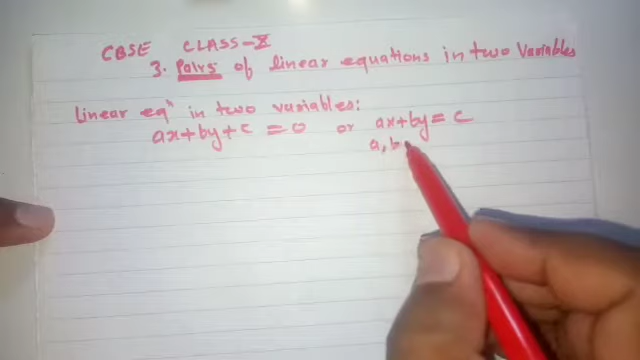 CBSE CLASS-X
3. Pairs of linear equations in two Variables
Linear eqn in two variables:
ax+by+c=0 or ax+by=c
a, b